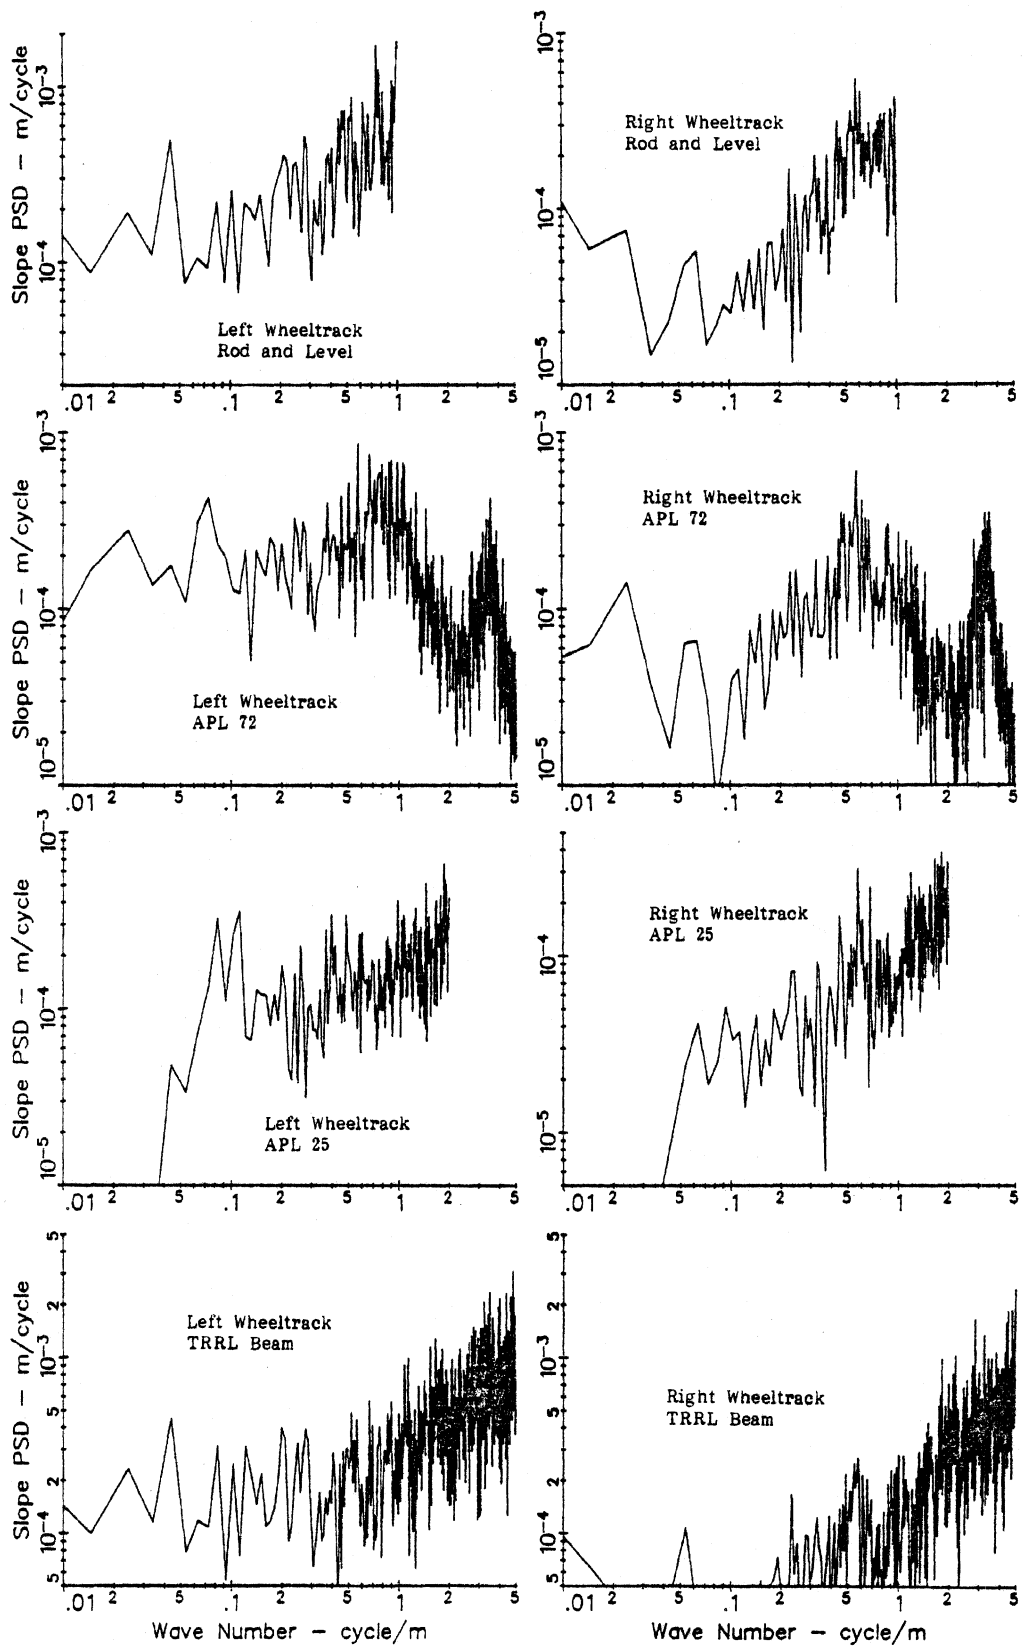 Slope PSD – m/cycle
10⁻³
10⁻⁴
Left Wheeltrack
Rod and Level
.01 2 5 .1 2 5 1 2 5
10⁻³
10⁻⁴
10⁻⁵
Right Wheeltrack
Rod and Level
.01 2 5 .1 2 5 1 2 5
Slope PSD – m/cycle
10⁻³
10⁻⁴
10⁻⁵
Left Wheeltrack
APL 72
.01 2 5 .1 2 5 1 2 5
10⁻³
10⁻⁴
10⁻⁵
Right Wheeltrack
APL 72
.01 2 5 .1 2 5 1 2 5
Slope PSD – m/cycle
10⁻³
10⁻⁴
10⁻⁵
Left Wheeltrack
APL 25
.01 2 5 .1 2 5 1 2 5
10⁻⁴
10⁻⁵
Right Wheeltrack
APL 25
.01 2 5 .1 2 5 1 2 5
Slope PSD – m/cycle
5
2
10⁻³
5
2
10⁻⁴
5
Left Wheeltrack
TRRL Beam
.01 2 5 .1 2 5 1 2 5
Wave Number – cycle/m
5
2
10⁻³
5
2
10⁻⁴
5
Right Wheeltrack
TRRL Beam
.01 2 5 .1 2 5 1 2 5
Wave Number – cycle/m